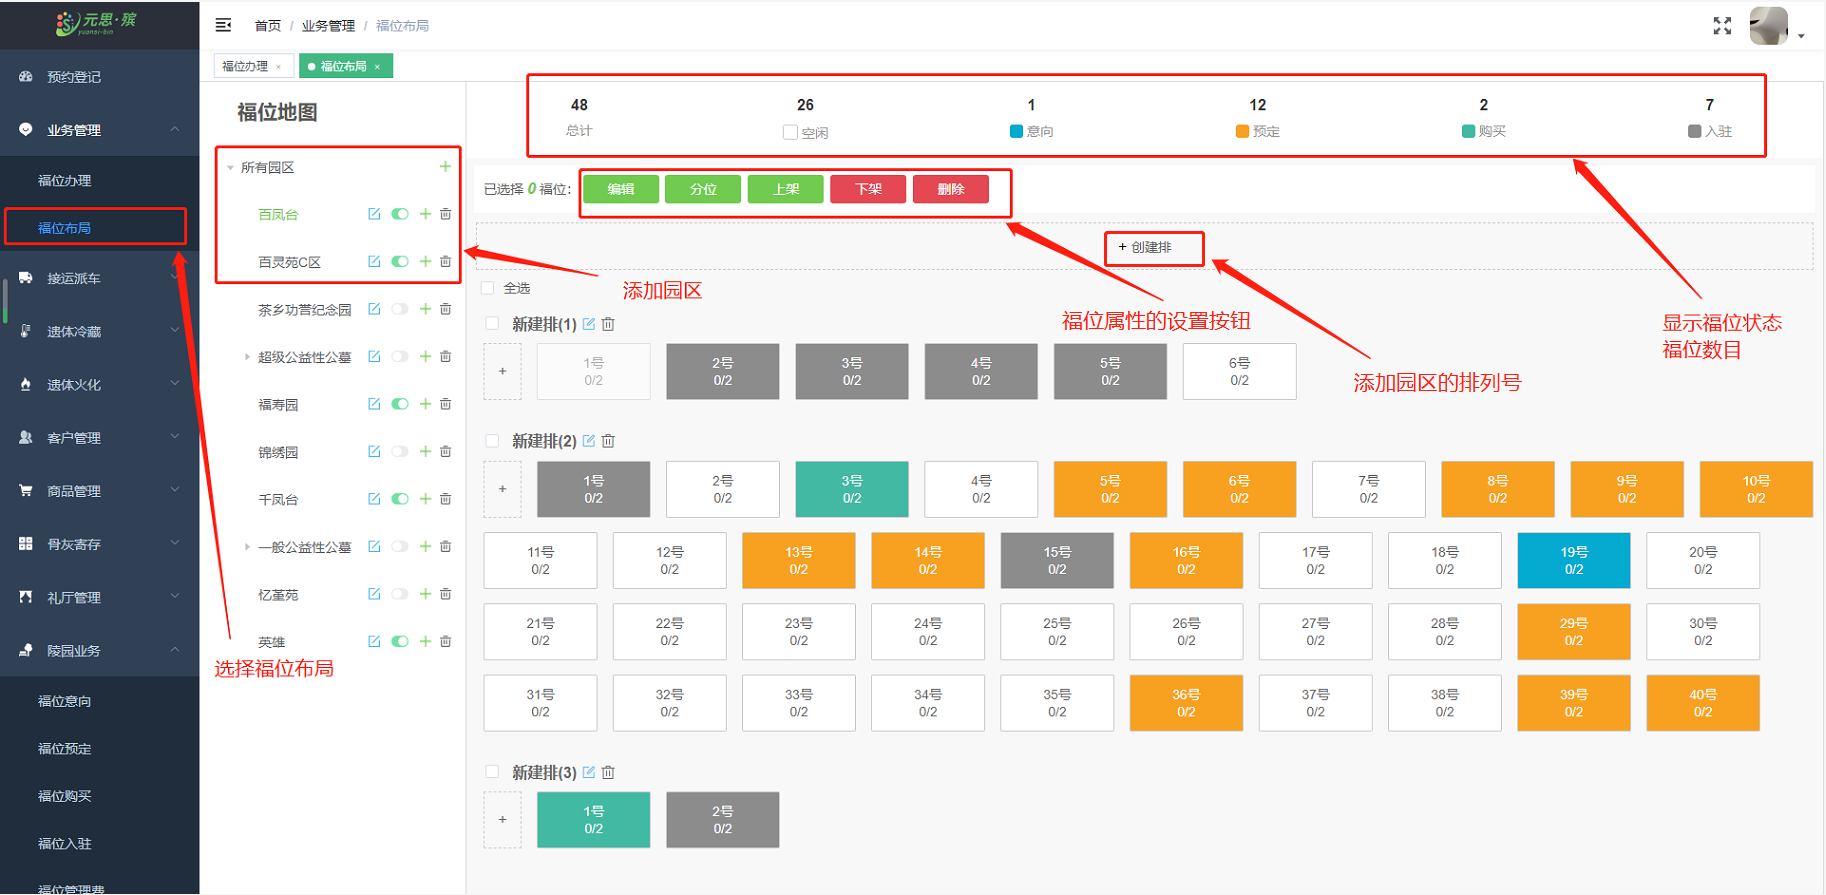 元思·殡
yuansi-bin
首页 / 业务管理 / 福位布局
福位办理 ×
福位布局 ×
预约登记
业务管理
福位办理
福位布局
接运派车
遗体冷藏
遗体火化
客户管理
商品管理
骨灰寄存
礼厅管理
陵园业务
福位意向
福位预定
福位购买
福位入驻
福位管理费
福位地图
所有园区
百凤台
百灵苑C区
茶乡功营纪念园
超级公益性公墓
福寿园
锦绣园
千凤台
一般公益性公墓
忆堇苑
英雄
选择福位布局
48 26 1 12 2 7
总计 空闲 意向 预定 购买 入驻
已选择 0 福位: 编辑 分位 上架 下架 删除
+ 创建排
添加园区
福位属性的设置按钮
添加园区的排列号
显示福位状态
福位数目
全选
新建排(1)
+ 1号 2号 3号 4号 5号 6号
0/2 0/2 0/2 0/2 0/2 0/2
新建排(2)
+ 1号 2号 3号 4号 5号 6号 7号 8号 9号 10号
0/2 0/2 0/2 0/2 0/2 0/2 0/2 0/2 0/2 0/2
11号 12号 13号 14号 15号 16号 17号 18号 19号 20号
0/2 0/2 0/2 0/2 0/2 0/2 0/2 0/2 0/2 0/2
21号 22号 23号 24号 25号 26号 27号 28号 29号 30号
0/2 0/2 0/2 0/2 0/2 0/2 0/2 0/2 0/2 0/2
31号 32号 33号 34号 35号 36号 37号 38号 39号 40号
0/2 0/2 0/2 0/2 0/2 0/2 0/2 0/2 0/2 0/2
新建排(3)
+ 1号 2号
0/2 0/2